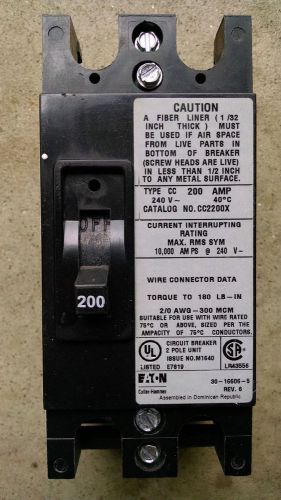 CAUTION
A FIBER LINER (1/32
INCH THICK) MUST
BE USED IF AIR SPACE
FROM LIVE PARTS IN
BOTTOM OF BREAKER
(SCREW HEADS ARE LIVE)
IN LESS THAN 1/2 INCH
TO ANY METAL SURFACE.
TYPE CC 200 AMP
240 V~ 40°C
CATALOG NO. CC2200X
CURRENT INTERRUPTING
RATING
MAX. RMS SYM
10,000 AMPS @ 240 V~
OFF
200
WIRE CONNECTOR DATA
TORQUE TO 180 LB-IN
2/0 AWG-300 MCM
SUITABLE FOR USE WITH WIRE RATED
75°C OR ABOVE, SIZED PER THE
AMPACITY OF 75°C CONDUCTORS.
UL
LISTED
CIRCUIT BREAKER
2 POLE UNIT
ISSUE NO. M1640
E7819
SA
LR43556
EATON
Cutler-Hammer
30-16606-5
REV. 6
Assembled in Dominican Republic